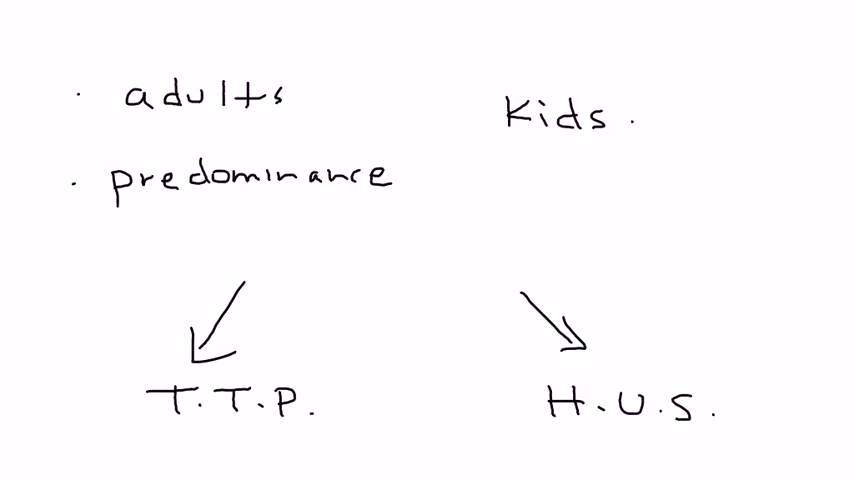 · adults
Kids.
· predominance
T.T.P.
H.U.S.